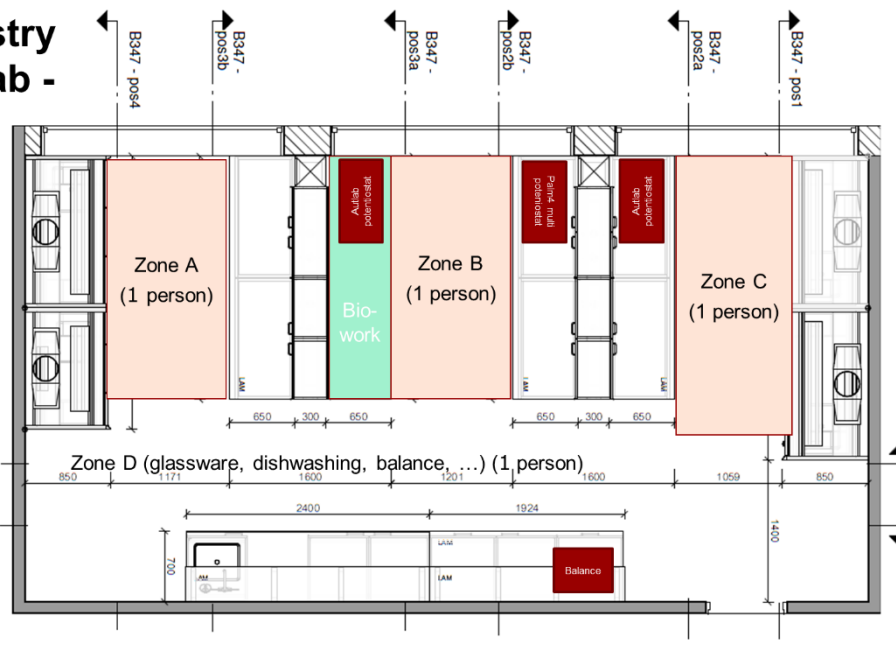 stry
ab -
B347 - pos4
B347 -
pos3b
B347 -
pos3a
B347 -
pos2b
B347 -
pos2a
B347 - pos1
Autlab
potentiostat
Palm4 multi
poteniostat
Autlab
potentiostat
Zone A
(1 person)
Bio-
work
Zone B
(1 person)
Zone C
(1 person)
LAM
LAM
LAM
650
300
650
650
300
650
Zone D (glassware, dishwashing, balance, …) (1 person)
850
1171
1600
1201
1600
1059
850
2400
1924
1400
700
LAM
AM
LAM
Balance